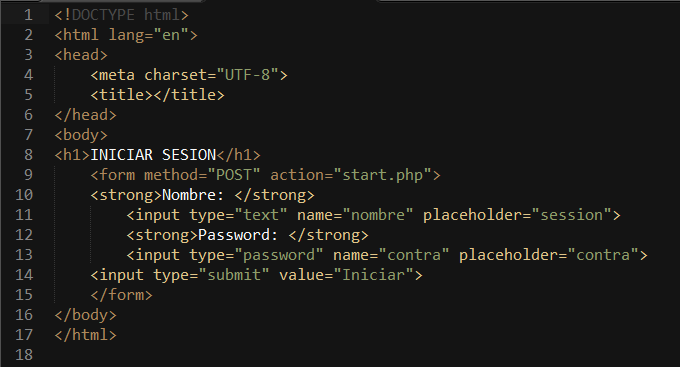 1 <!DOCTYPE html>
2 <html lang="en">
3 <head>
4 <meta charset="UTF-8">
5 <title></title>
6 </head>
7 <body>
8 <h1>INICIAR SESION</h1>
9 <form method="POST" action="start.php">
10 <strong>Nombre: </strong>
11 <input type="text" name="nombre" placeholder="session">
12 <strong>Password: </strong>
13 <input type="password" name="contra" placeholder="contra">
14 <input type="submit" value="Iniciar">
15 </form>
16 </body>
17 </html>
18